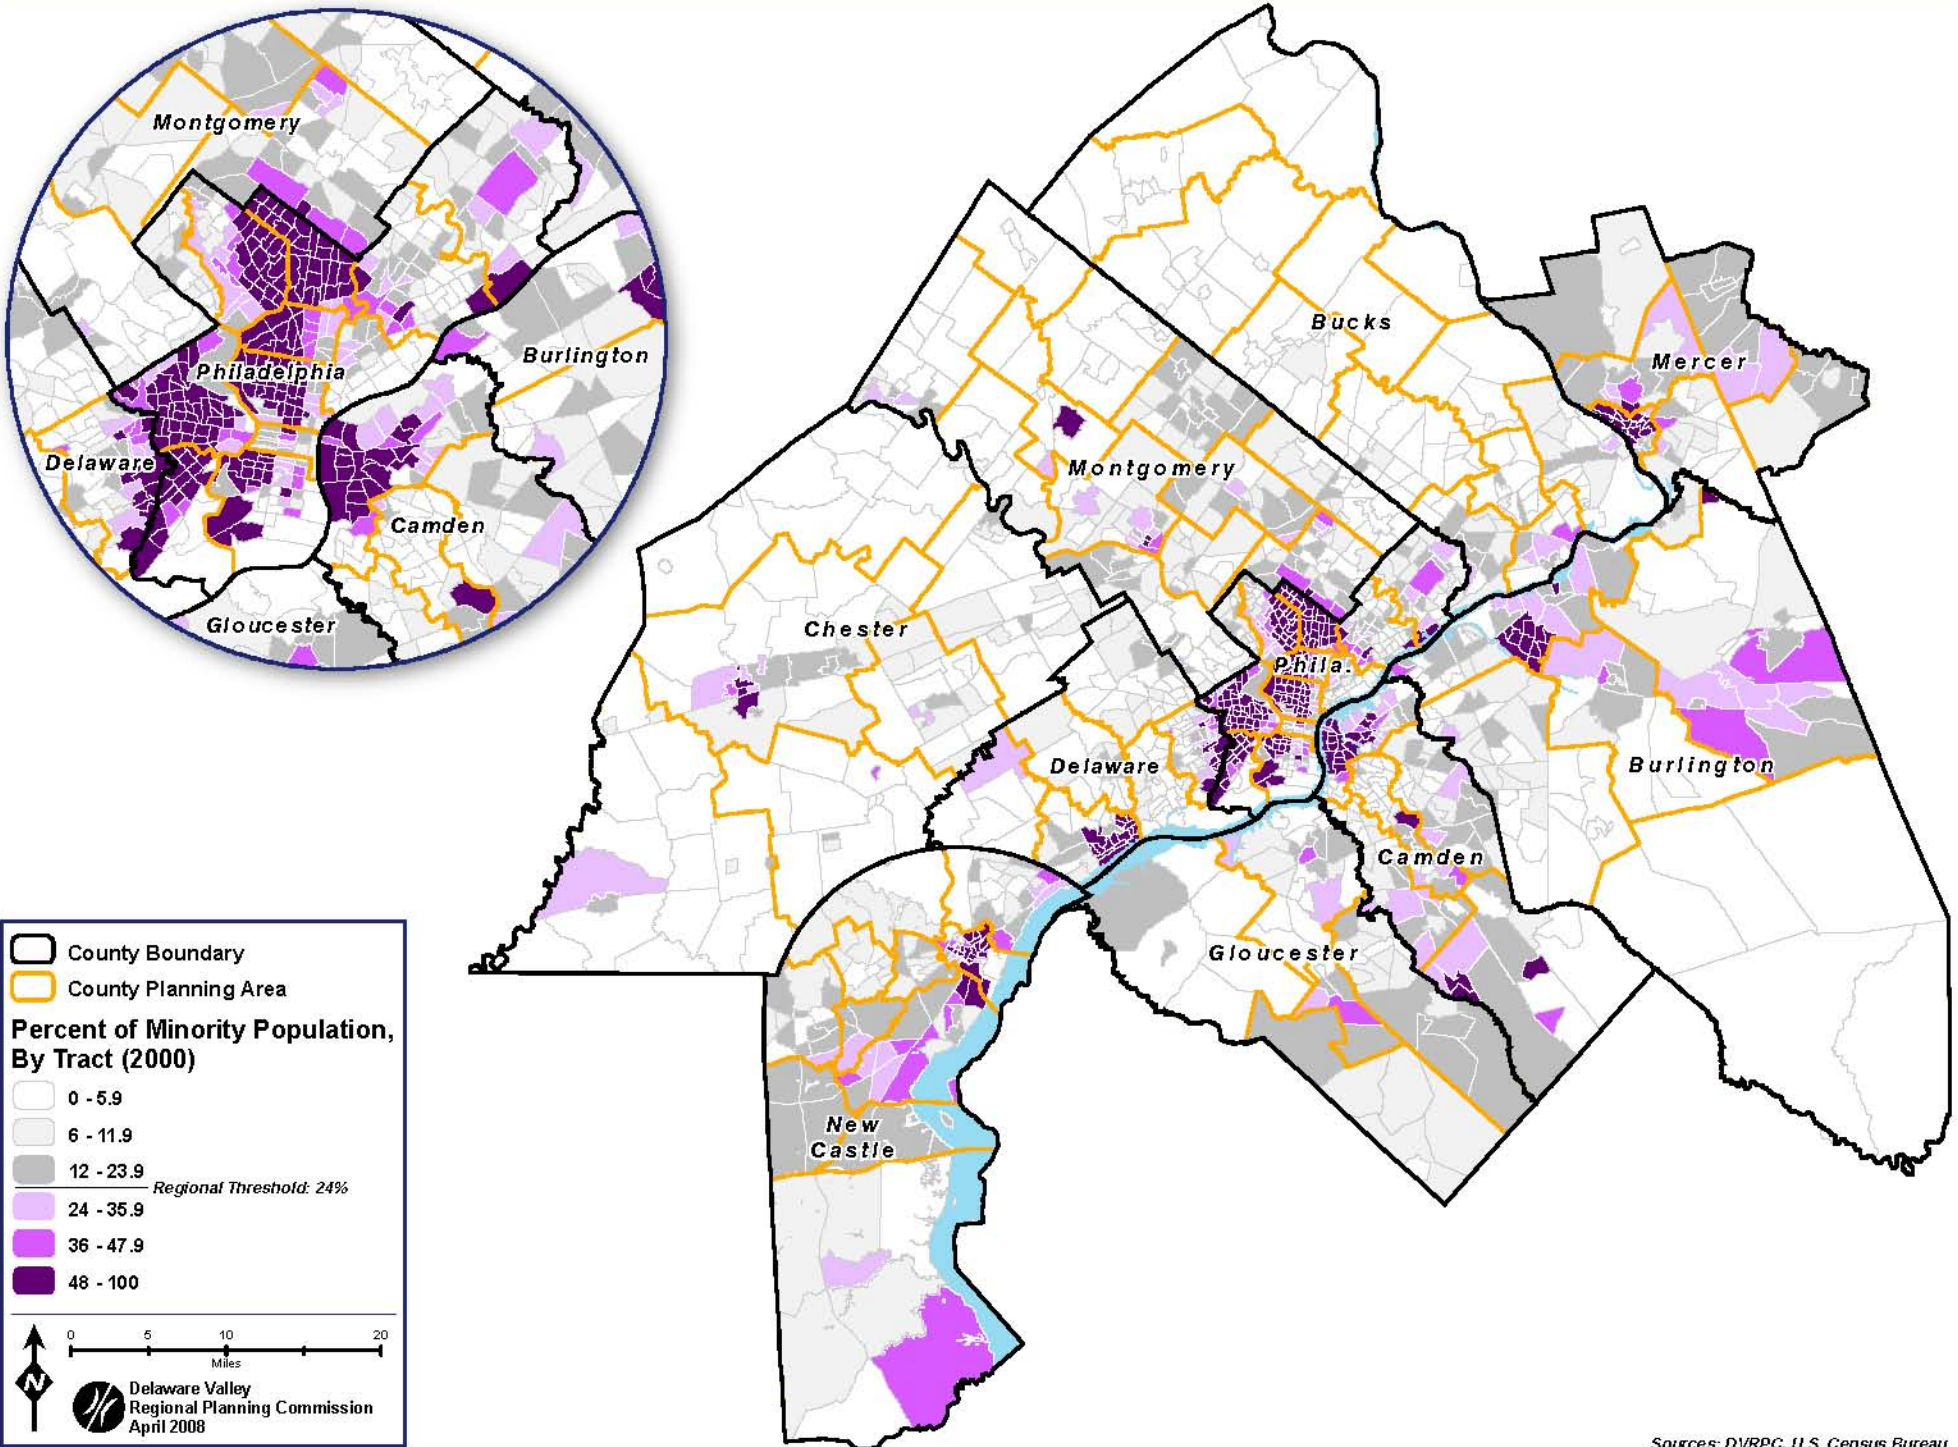 Montgomery
Philadelphia
Burlington
Delaware
Camden
Gloucester
Bucks
Mercer
Montgomery
Chester
Phila.
Delaware
Burlington
Camden
Gloucester
New
Castle
County Boundary
County Planning Area
Percent of Minority Population,
By Tract (2000)
0 - 5.9
6 - 11.9
12 - 23.9
Regional Threshold: 24%
24 - 35.9
36 - 47.9
48 - 100
0 5 10 20
Miles
N
Delaware Valley
Regional Planning Commission
April 2008
Sources: DVRPC, U.S. Census Bureau